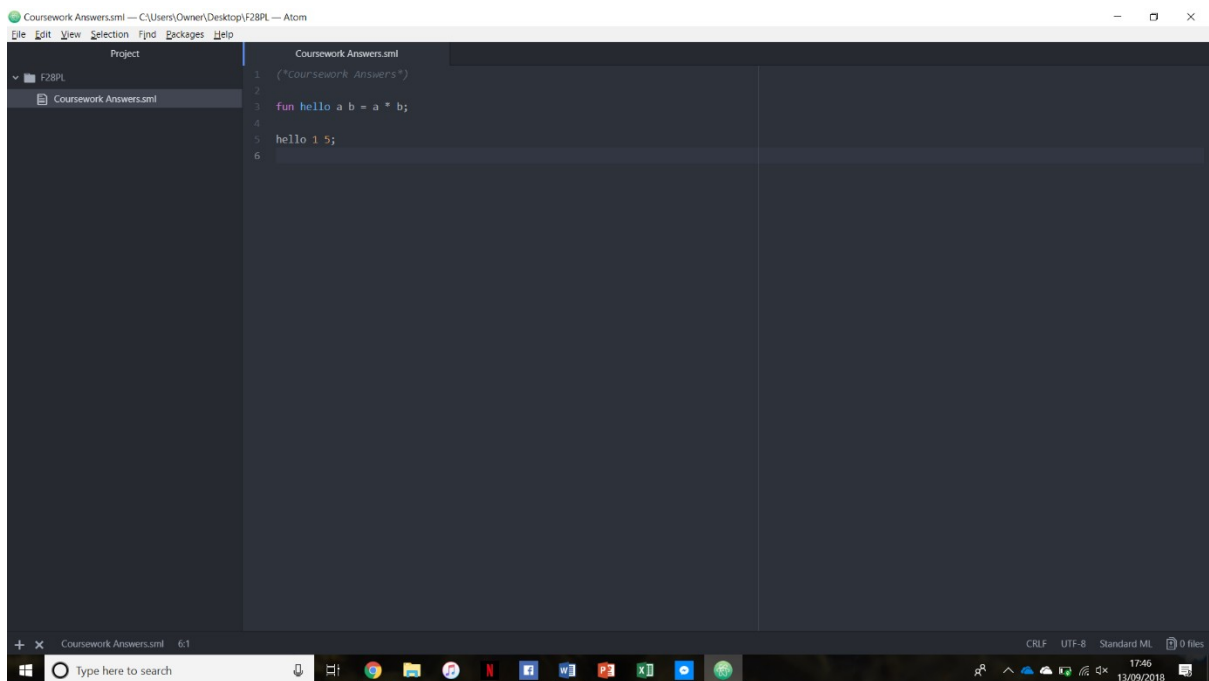 Coursework Answers.sml — C:\Users\Owner\Desktop\F28PL — Atom
File Edit View Selection Find Packages Help
Project
Coursework Answers.sml
F28PL
Coursework Answers.sml
1 (*Coursework Answers*)
2
3 fun hello a b = a * b;
4
5 hello 1 5;
6
Coursework Answers.sml 6:1
CRLF UTF-8 Standard ML 0 files
Type here to search
17:46
13/09/2018